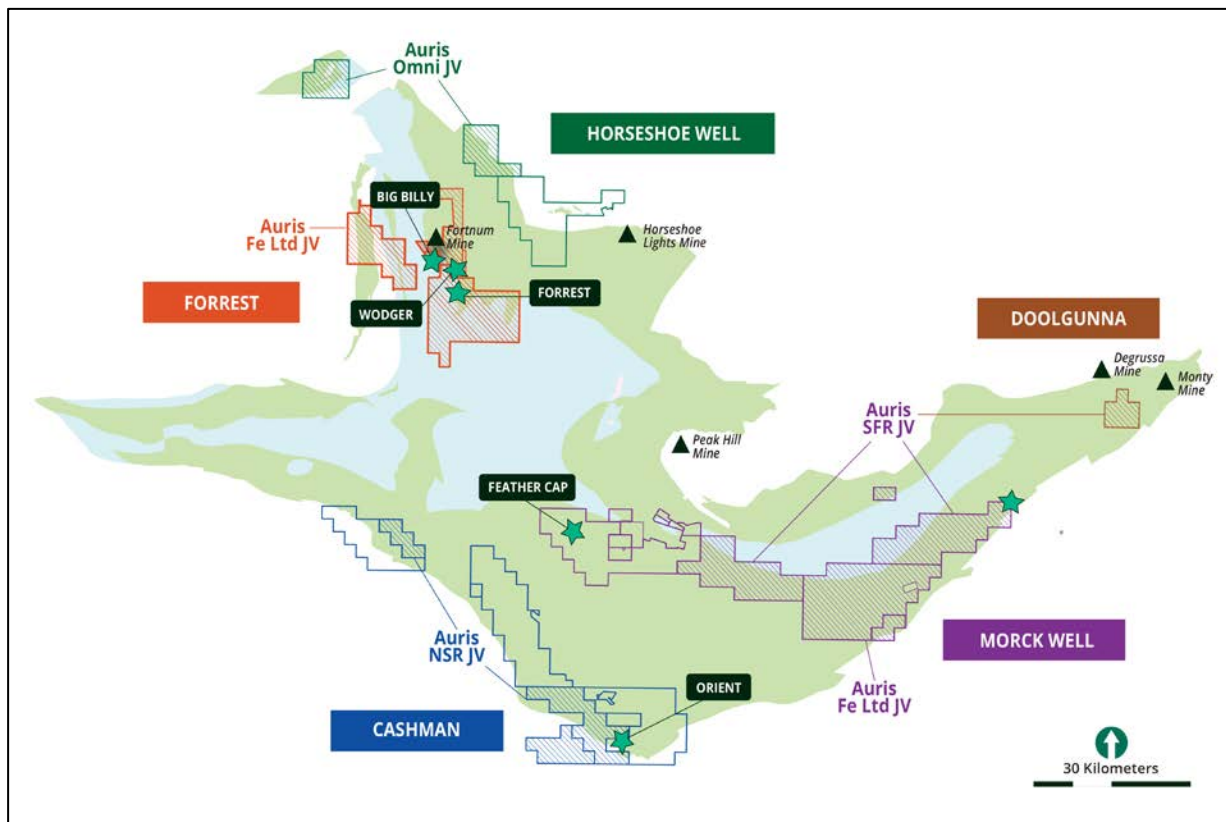 Auris
Omni JV
HORSESHOE WELL
BIG BILLY
Auris
Fe Ltd JV
Fortnum
Mine
Horseshoe
Lights Mine
FORREST
WODGER
FORREST
DOOLGUNNA
Degrussa
Mine
Monty
Mine
Auris
SFR JV
Peak Hill
Mine
FEATHER CAP
Auris
NSR JV
MORCK WELL
ORIENT
Auris
Fe Ltd JV
CASHMAN
30 Kilometers